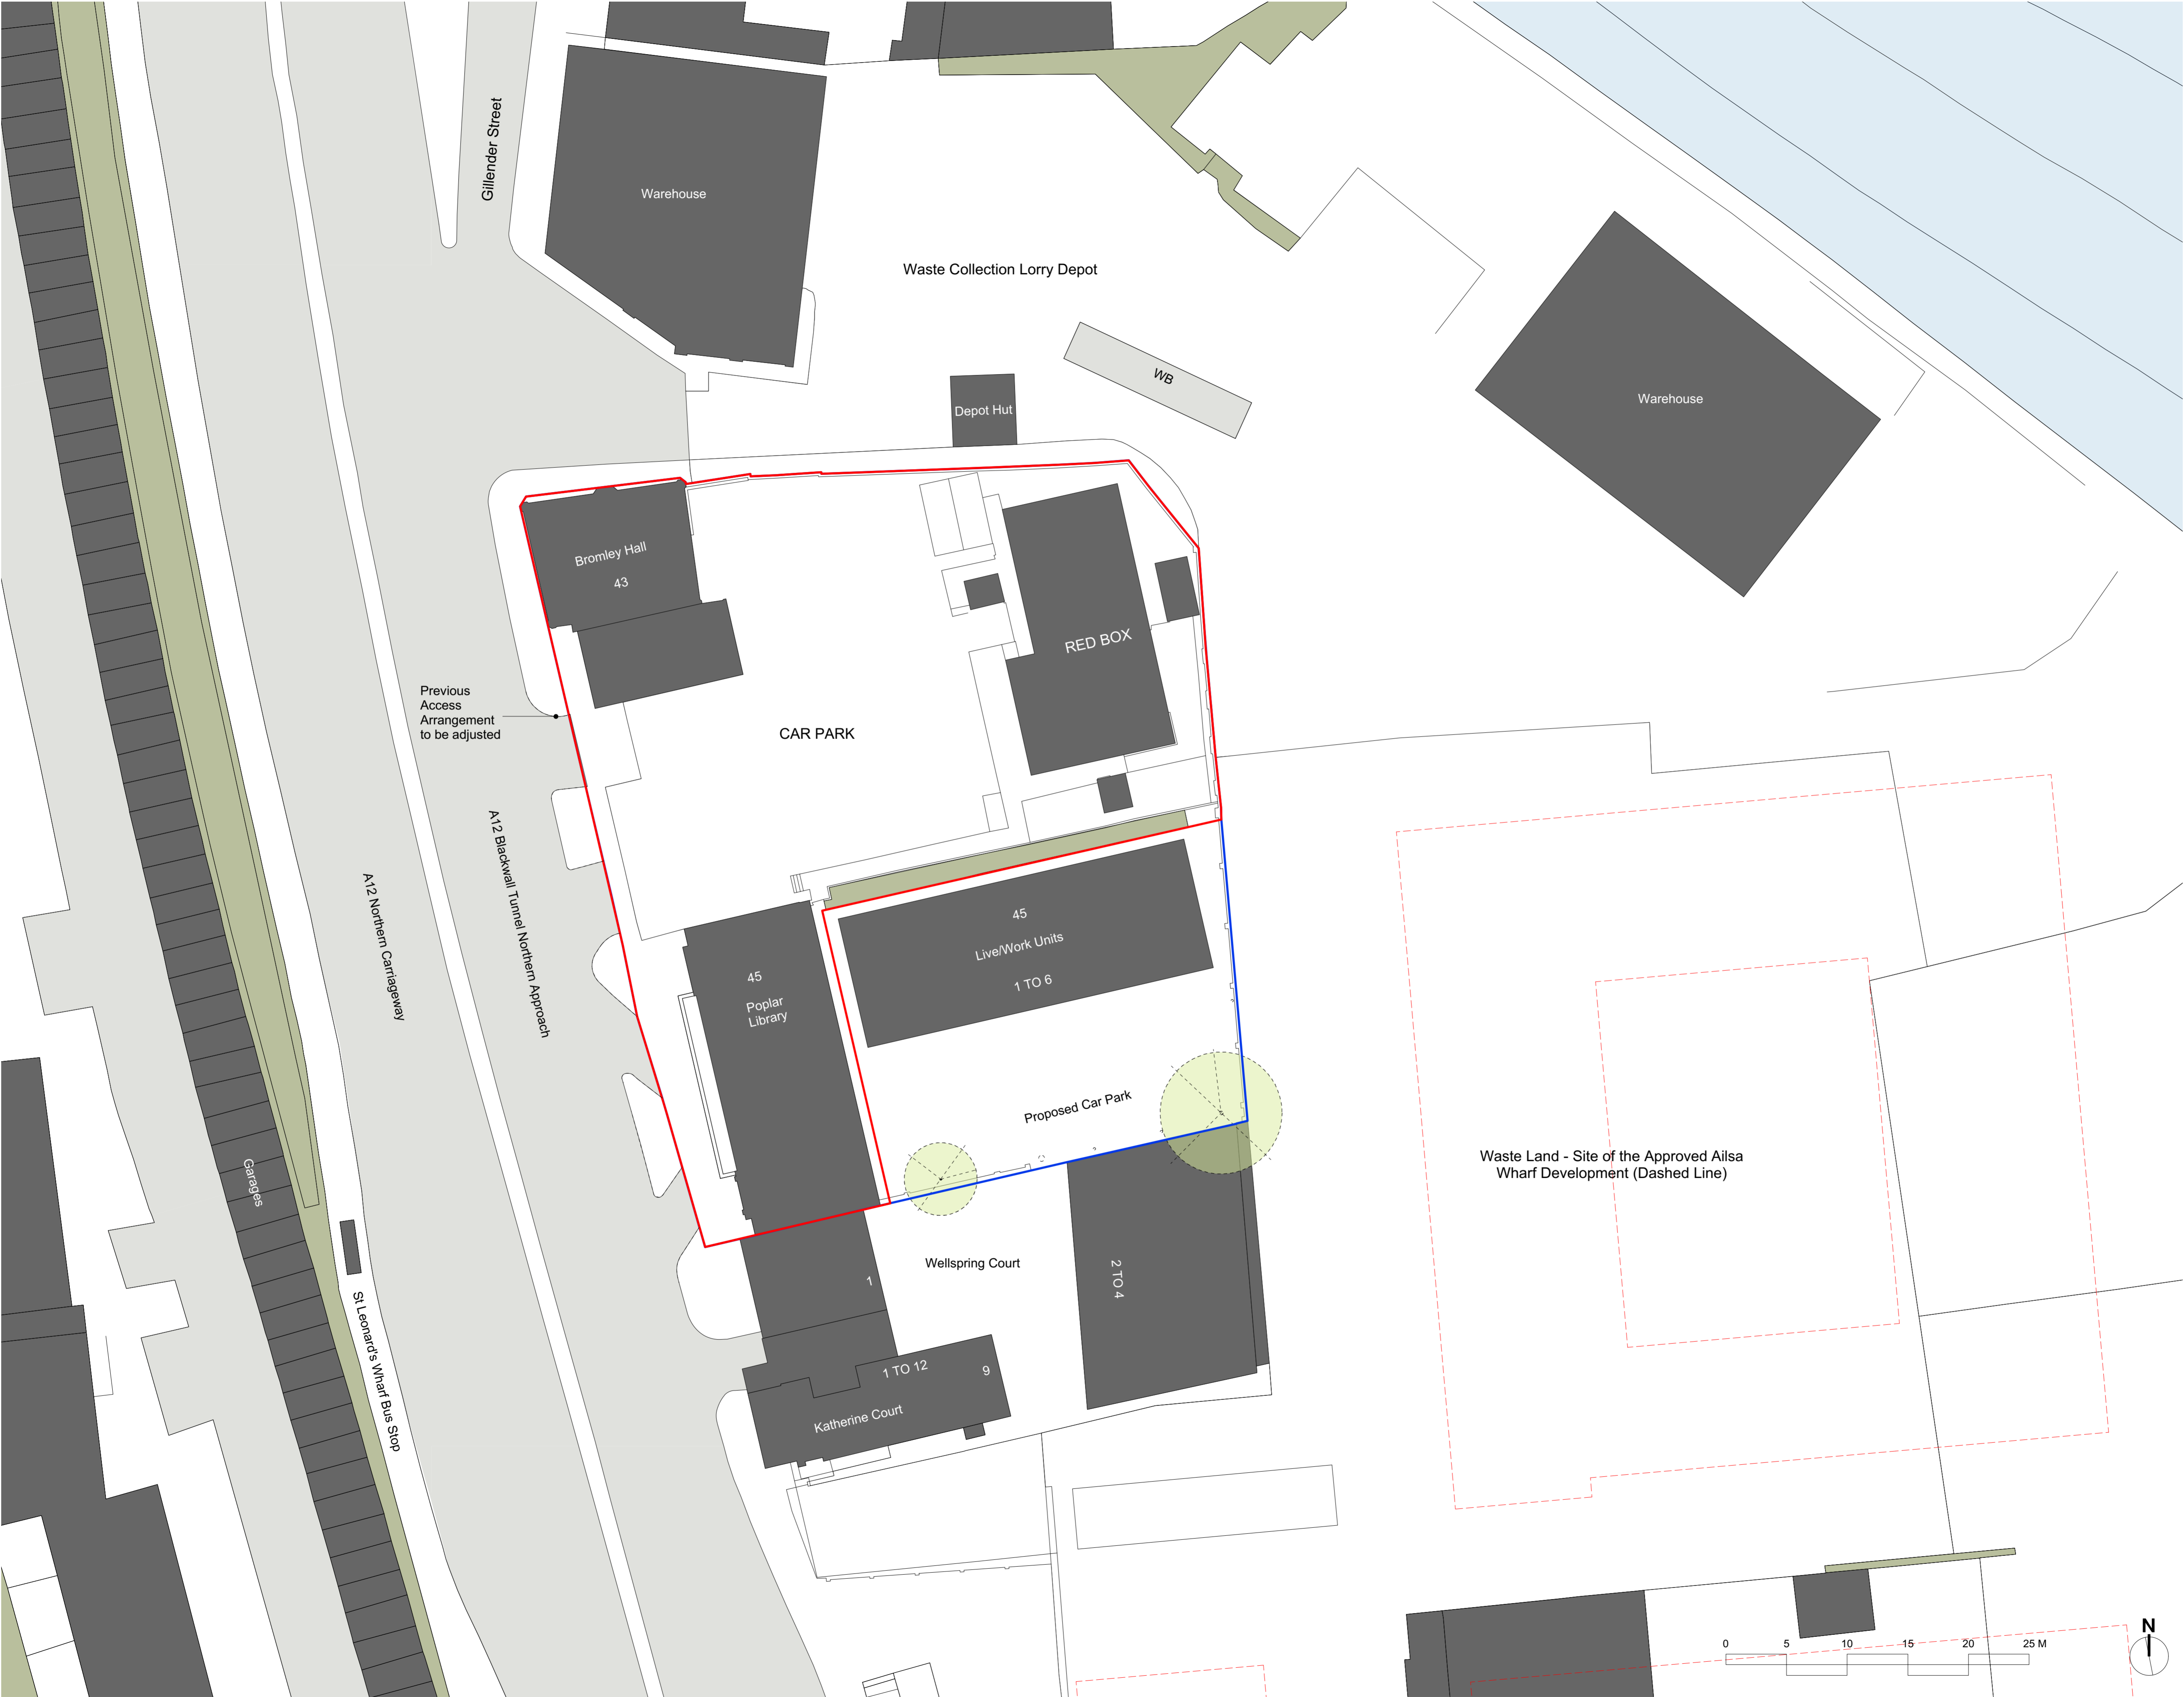 Gillender Street
Warehouse
Waste Collection Lorry Depot
WB
Depot Hut
Warehouse
Bromley Hall
43
RED BOX
Previous
Access
Arrangement
to be adjusted
CAR PARK
A12 Northern Carriageway
A12 Blackwall Tunnel Northern Approach
45
Live/Work Units
1 TO 6
45
Poplar
Library
Proposed Car Park
Garages
Waste Land - Site of the Approved Ailsa
Wharf Development (Dashed Line)
Wellspring Court
1
2 TO 4
St Leonard's Wharf Bus Stop
1 TO 12
9
Katherine Court
0 5 10 15 20 25 M
N